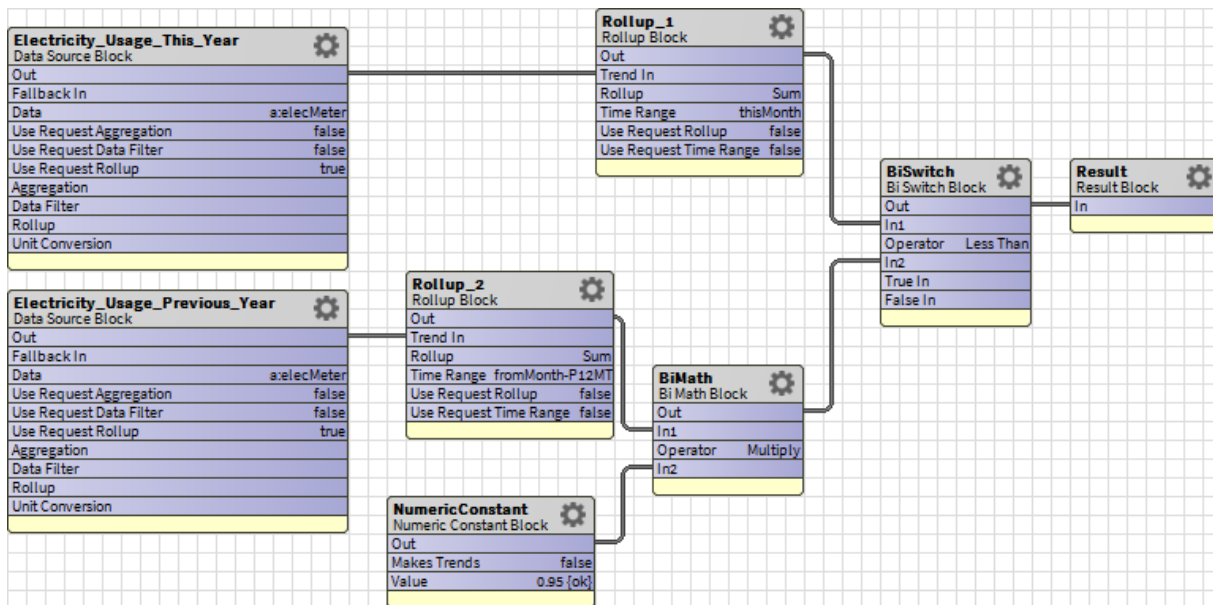 Electricity_Usage_This_Year
Data Source Block
Out
Fallback In
Data a:elecMeter
Use Request Aggregation false
Use Request Data Filter false
Use Request Rollup true
Aggregation
Data Filter
Rollup
Unit Conversion
Rollup_1
Rollup Block
Out
Trend In
Rollup Sum
Time Range thisMonth
Use Request Rollup false
Use Request Time Range false
BiSwitch
Bi Switch Block
Out
In1
Operator Less Than
In2
True In
False In
Result
Result Block
In
Electricity_Usage_Previous_Year
Data Source Block
Out
Fallback In
Data a:elecMeter
Use Request Aggregation false
Use Request Data Filter false
Use Request Rollup true
Aggregation
Data Filter
Rollup
Unit Conversion
Rollup_2
Rollup Block
Out
Trend In
Rollup Sum
Time Range fromMonth-P12MT
Use Request Rollup false
Use Request Time Range false
BiMath
Bi Math Block
Out
In1
Operator Multiply
In2
NumericConstant
Numeric Constant Block
Out
Makes Trends false
Value 0.95 {ok}